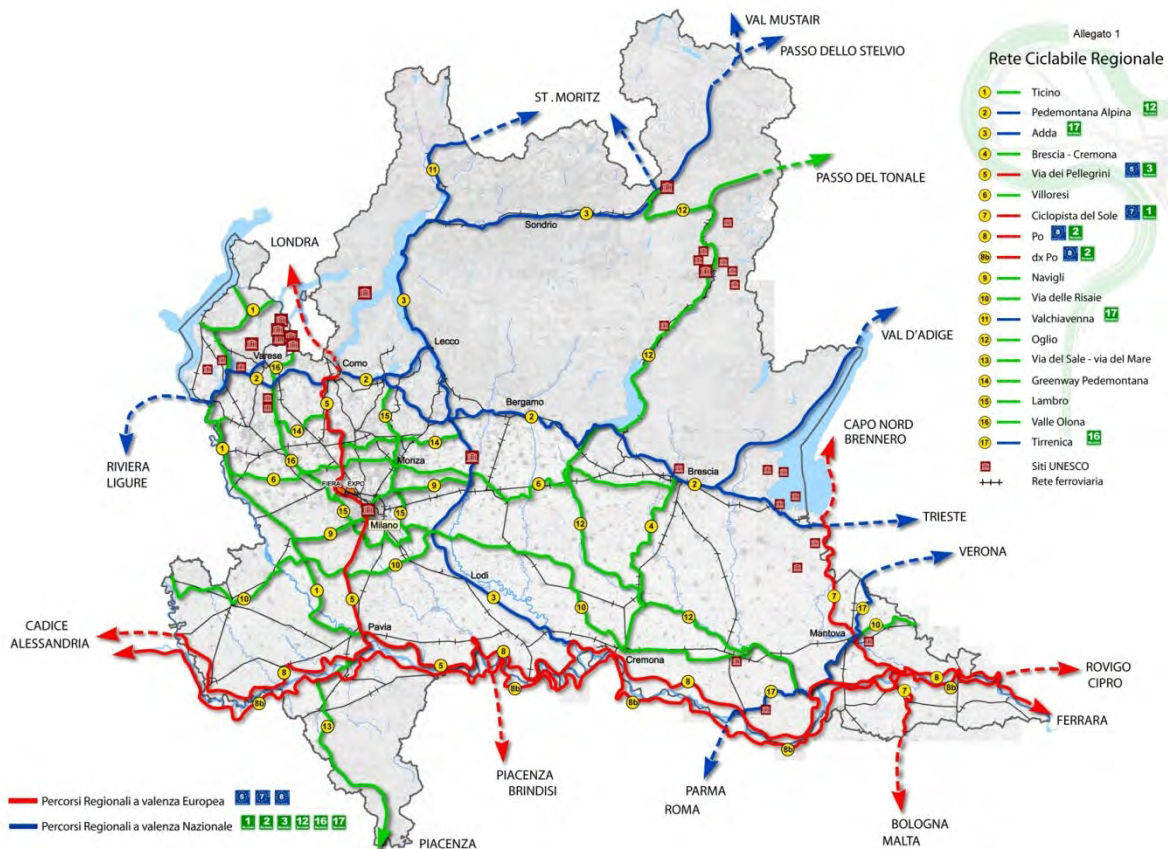 VAL MUSTAIR
PASSO DELLO STELVIO
ST . MORITZ
PASSO DEL TONALE
LONDRA
VAL D'ADIGE
CAPO NORD
BRENNERO
TRIESTE
VERONA
RIVIERA
LIGURE
CADICE
ALESSANDRIA
ROVIGO
CIPRO
FERRARA
PIACENZA
BRINDISI
PARMA
ROMA
BOLOGNA
MALTA
PIACENZA
Sondrio
Lecco
Como
Varese
Bergamo
Brescia
Monza
FIERA EXPO
Milano
Lodi
Pavia
Cremona
Mantova
Allegato 1
Rete Ciclabile Regionale
1 Ticino
2 Pedemontana Alpina 12
3 Adda 17
4 Brescia - Cremona
5 Via dei Pellegrini 5 3
6 Villoresi
7 Ciclopista del Sole 7 1
8 Po 8 2
8b dx Po 8 2
9 Navigli
10 Via delle Risaie
11 Valchiavenna 17
12 Oglio
13 Via del Sale - via del Mare
14 Greenway Pedemontana
15 Lambro
16 Valle Olona
17 Tirrenica 16
Siti UNESCO
Rete ferroviaria
Percorsi Regionali a valenza Europea 5 7 8
Percorsi Regionali a valenza Nazionale 1 2 3 12 16 17